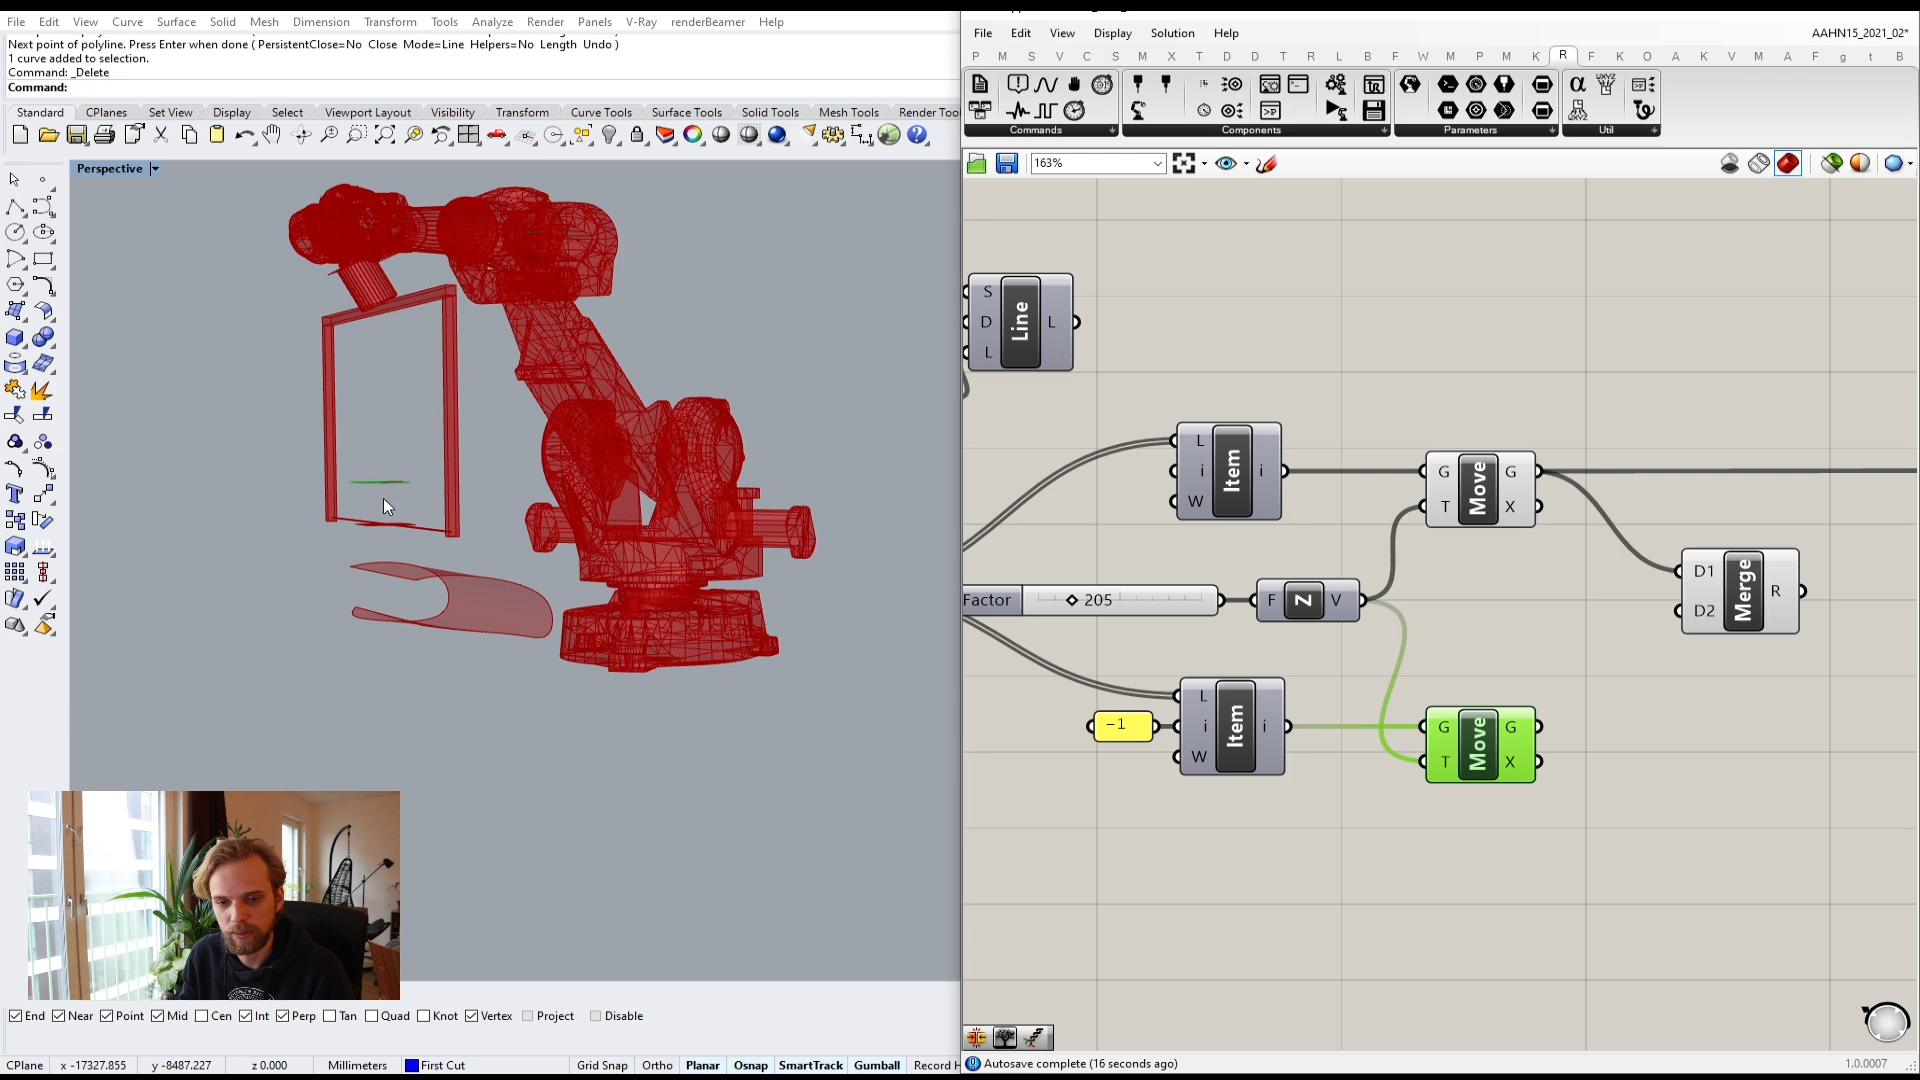 File Edit View Curve Surface Solid Mesh Dimension Transform Tools Analyze Render Panels V-Ray renderBeamer Help
Next point of polyline. Press Enter when done ( PersistentClose=No Close Mode=Line Helpers=No Length Undo )
1 curve added to selection.
Command: _Delete
Command:
Standard CPlanes Set View Display Select Viewport Layout Visibility Transform Curve Tools Surface Tools Solid Tools Mesh Tools Render Too
Perspective
File Edit View Display Solution Help
AAHN15_2021_02*
P M S V C S M X T D D T R L B F W M P M K R F K O A K V M A F g t B
Commands Components Parameters Util
163%
S
D
L
Line
L
L
i
W
Item
i
G
T
Move
G
X
Factor
205
F
Z
V
D1
D2
Merge
R
-1
L
i
W
Item
i
G
T
Move
G
X
End Near Point Mid Cen Int Perp Tan Quad Knot Vertex Project Disable
CPlane x -17327.855 y -8487.227 z 0.000 Millimeters First Cut Grid Snap Ortho Planar Osnap SmartTrack Gumball Record H
Autosave complete (16 seconds ago)
1.0.0007